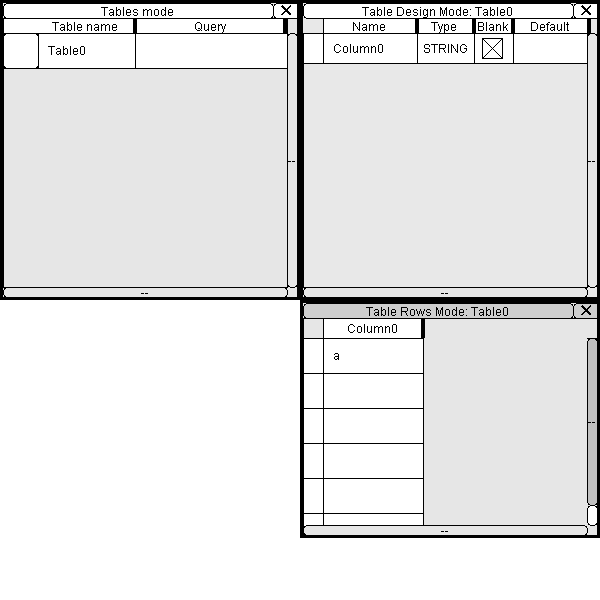 Tables mode
Table name Query
Table0
--
--
Table Design Mode: Table0
Name Type Blank Default
Column0 STRING
--
--
Table Rows Mode: Table0
Column0
a
--
--